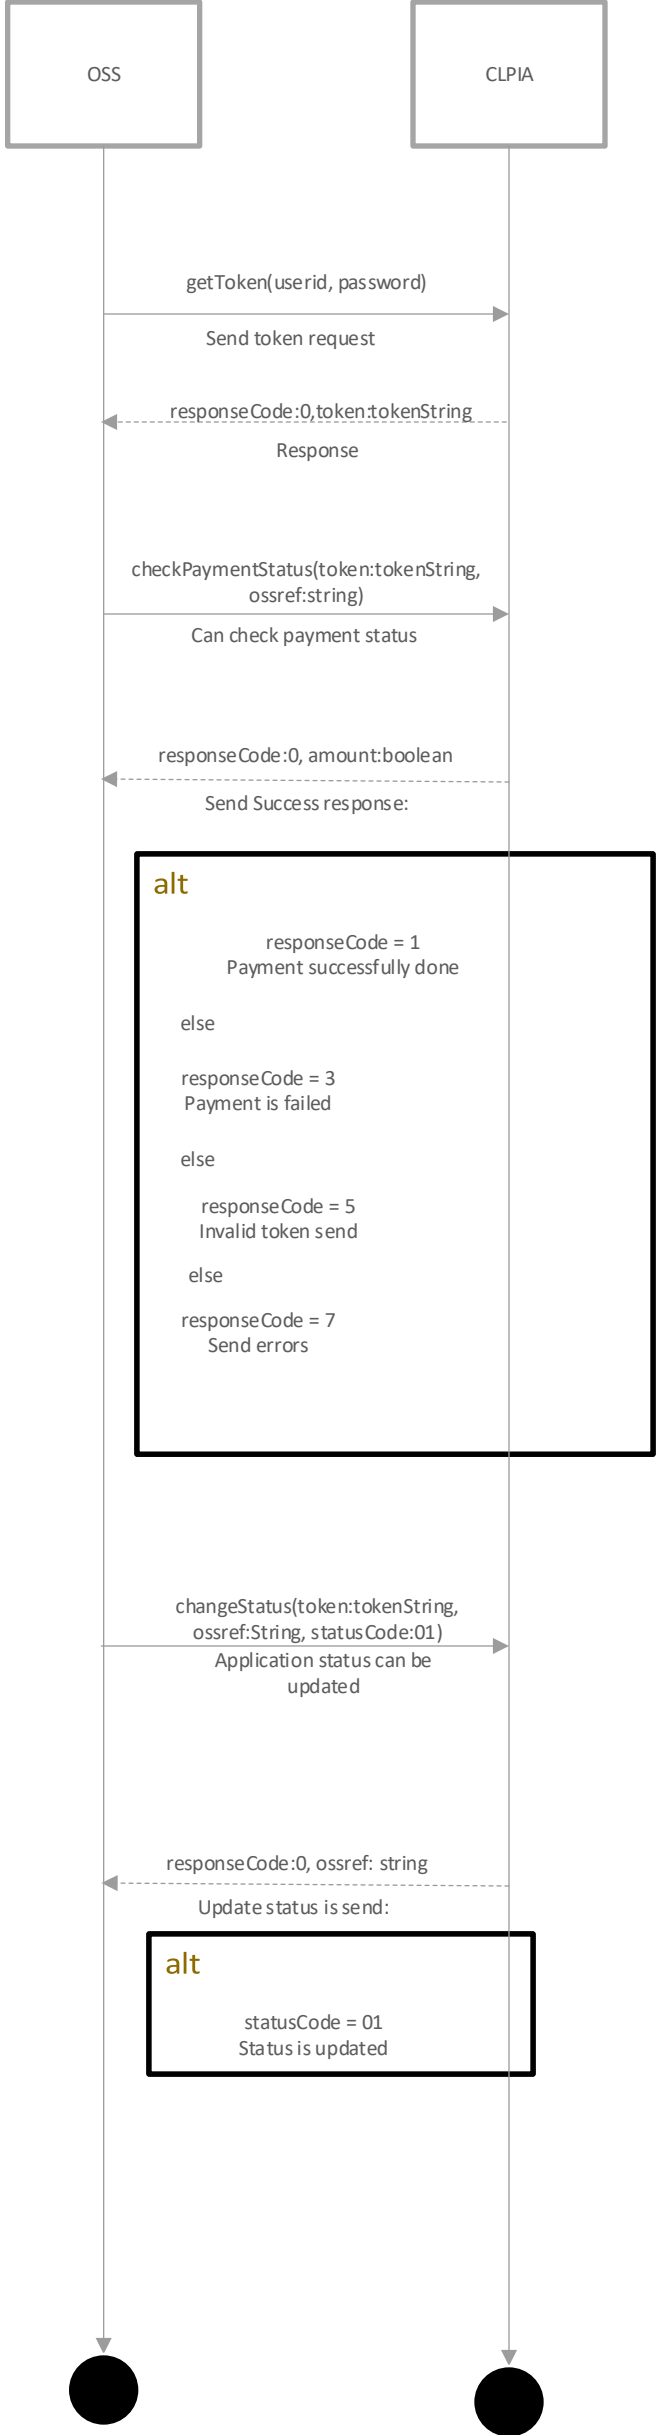 OSS
CLPIA
getToken(userid, password)
Send token request
responseCode:0,token:tokenString
Response
checkPaymentStatus(token:tokenString,
ossref:string)
Can check payment status
responseCode:0, amount:boolean
Send Success response:
alt
responseCode = 1
Payment successfully done
else
responseCode = 3
Payment is failed
else
responseCode = 5
Invalid token send
else
responseCode = 7
Send errors
changeStatus(token:tokenString,
ossref:String, statusCode:01)
Application status can be
updated
responseCode:0, ossref: string
Update status is send:
alt
statusCode = 01
Status is updated